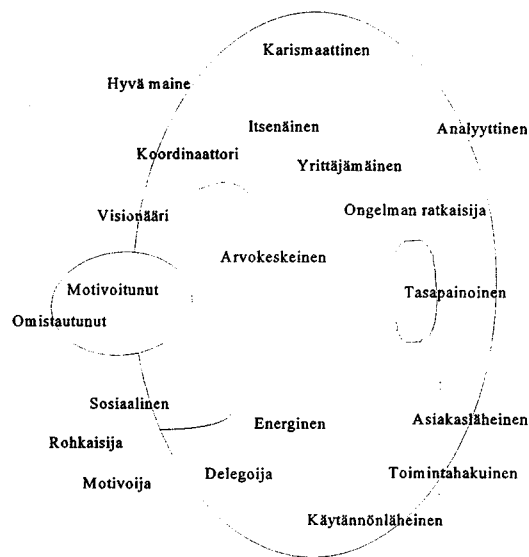 Karismaattinen
Hyvä maine
Itsenäinen
Analyyttinen
Koordinaattori
Yrittäjämäinen
Visionääri
Ongelman ratkaisija
Arvokeskeinen
Motivoitunut
Tasapainoinen
Omistautunut
Sosiaalinen
Energinen
Asiakasläheinen
Rohkaisija
Motivoija
Delegoija
Toimintahakuinen
Käytännönläheinen